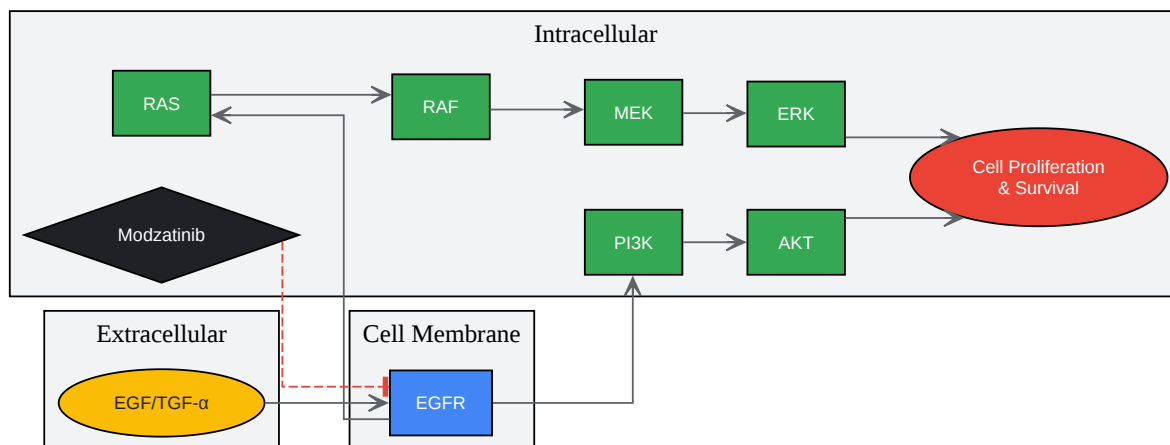 Intracellular
RAS
RAF
MEK
ERK
Cell Proliferation
& Survival
Modzatinib
PI3K
AKT
Extracellular
Cell Membrane
EGF/TGF-α
EGFR